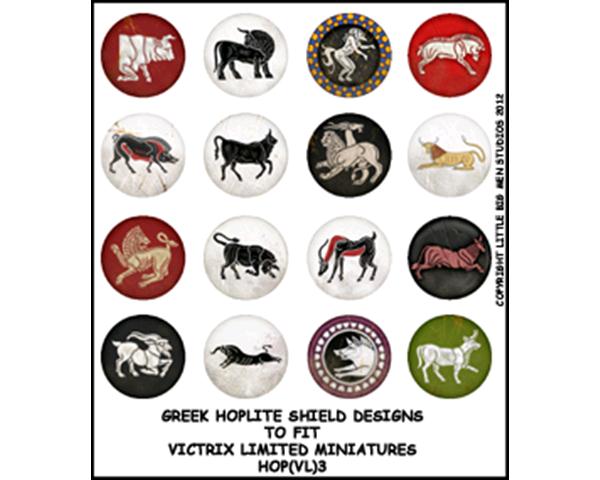 COPYRIGHT LITTLE BIG MEN STUDIOS 2012
GREEK HOPLITE SHIELD DESIGNS
TO FIT
VICTRIX LIMITED MINIATURES
HOP(VL)3